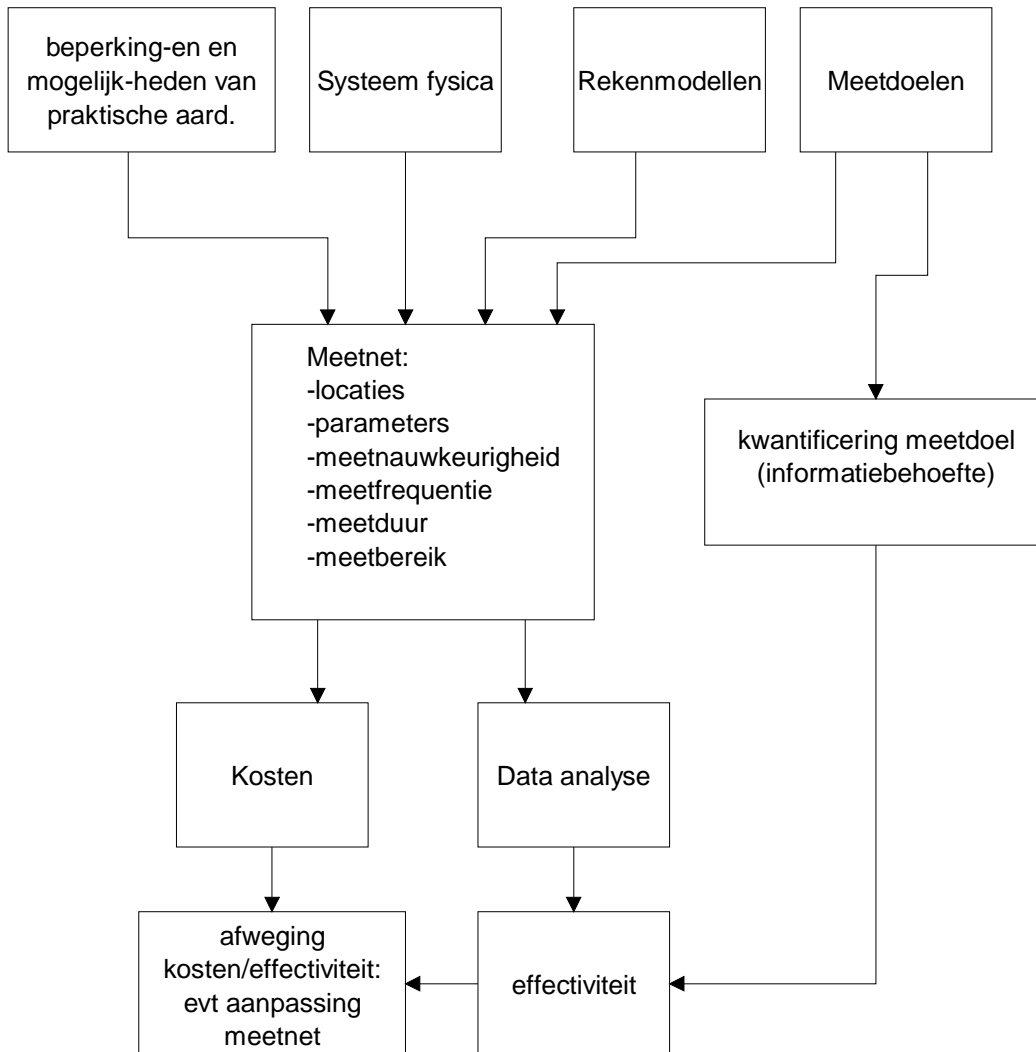 beperking-en en
mogelijk-heden van
praktische aard.
Systeem fysica
Rekenmodellen
Meetdoelen
Meetnet:
-locaties
-parameters
-meetnauwkeurigheid
-meetfrequentie
-meetduur
-meetbereik
kwantificering meetdoel
(informatiebehoefte)
Kosten
Data analyse
afweging
kosten/effectiviteit:
evt aanpassing
meetnet
effectiviteit